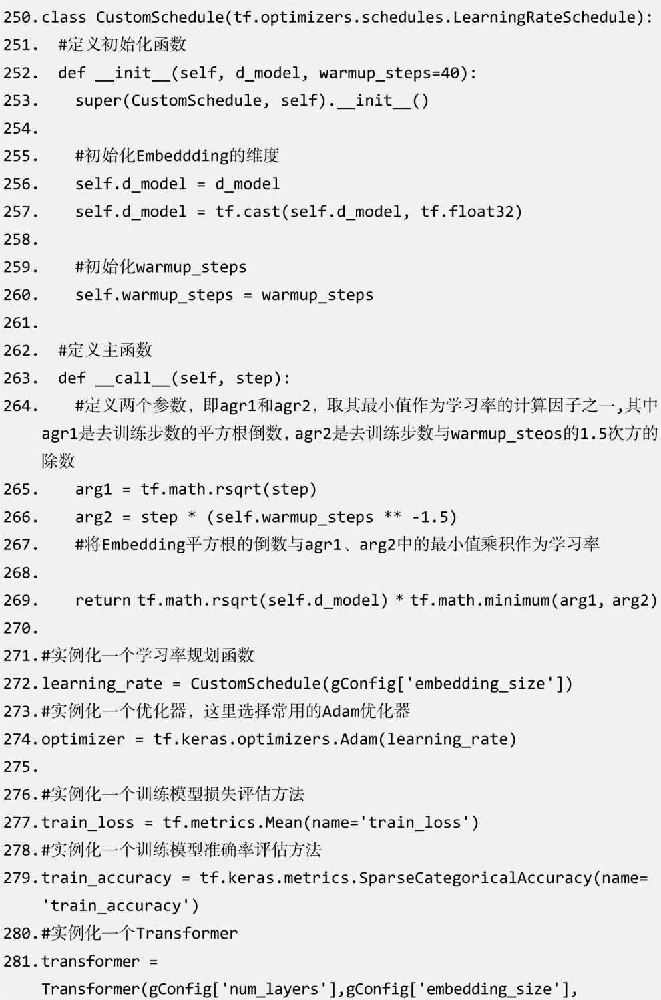 250.class CustomSchedule(tf.optimizers.schedules.LearningRateSchedule):
251.  #定义初始化函数
252.  def __init__(self, d_model, warmup_steps=40):
253.    super(CustomSchedule, self).__init__()
254.
255.    #初始化Embeddding的维度
256.    self.d_model = d_model
257.    self.d_model = tf.cast(self.d_model, tf.float32)
258.
259.    #初始化warmup_steps
260.    self.warmup_steps = warmup_steps
261.
262.  #定义主函数
263.  def __call__(self, step):
264.    #定义两个参数，即agr1和agr2，取其最小值作为学习率的计算因子之一,其中
agr1是去训练步数的平方根倒数，agr2是去训练步数与warmup_steos的1.5次方的
除数
265.    arg1 = tf.math.rsqrt(step)
266.    arg2 = step * (self.warmup_steps ** -1.5)
267.    #将Embedding平方根的倒数与agr1、arg2中的最小值乘积作为学习率
268.
269.    return tf.math.rsqrt(self.d_model) * tf.math.minimum(arg1, arg2)
270.
271.#实例化一个学习率规划函数
272.learning_rate = CustomSchedule(gConfig['embedding_size'])
273.#实例化一个优化器，这里选择常用的Adam优化器
274.optimizer = tf.keras.optimizers.Adam(learning_rate)
275.
276.#实例化一个训练模型损失评估方法
277.train_loss = tf.metrics.Mean(name='train_loss')
278.#实例化一个训练模型准确率评估方法
279.train_accuracy = tf.keras.metrics.SparseCategoricalAccuracy(name=
'train_accuracy')
280.#实例化一个Transformer
281.transformer =
Transformer(gConfig['num_layers'],gConfig['embedding_size'],